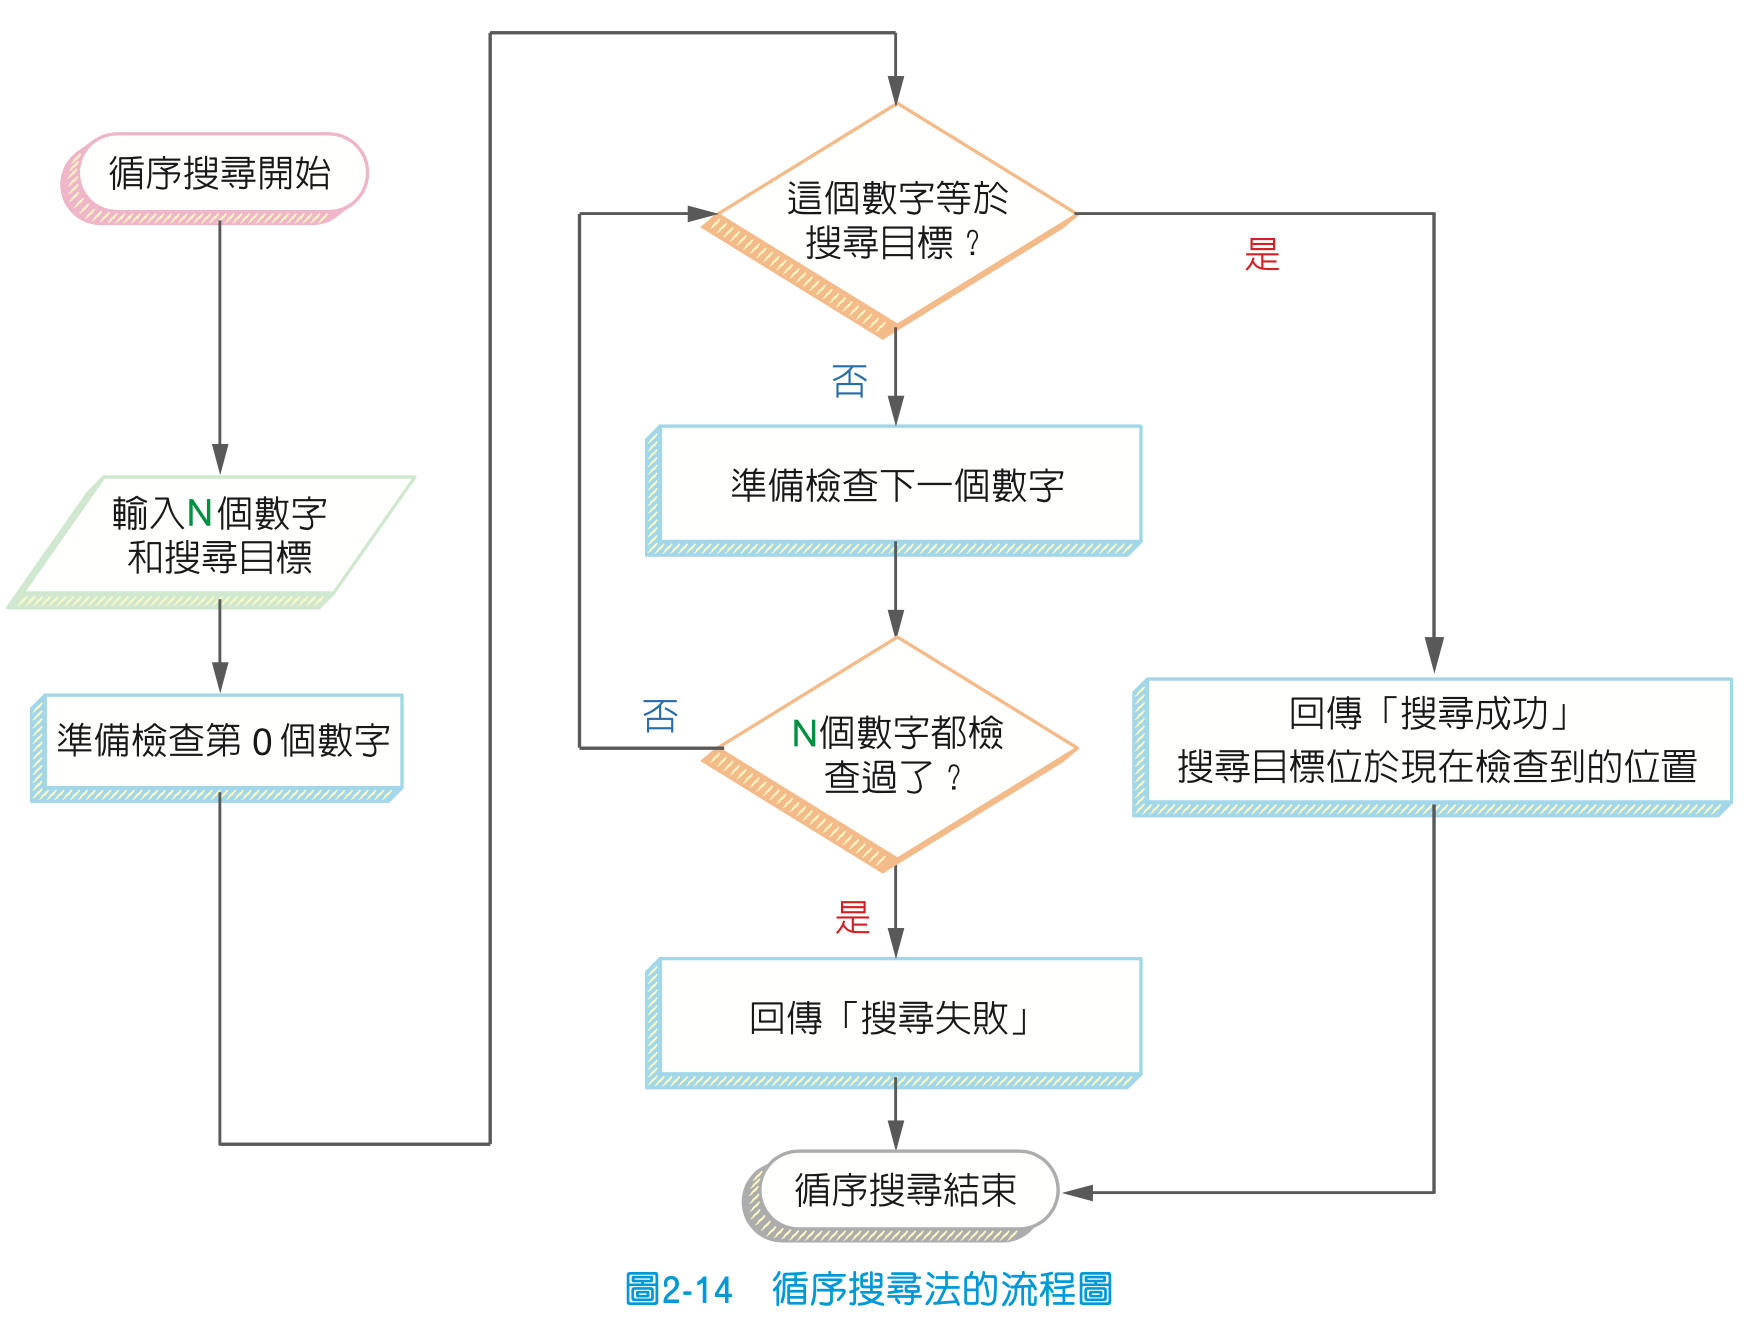 循序搜尋開始
輸入N個數字
和搜尋目標
準備檢查第 0 個數字
這個數字等於
搜尋目標？
是
否
準備檢查下一個數字
否
N個數字都檢
查過了？
是
回傳「搜尋失敗」
回傳「搜尋成功」
搜尋目標位於現在檢查到的位置
循序搜尋結束
圖2-14　循序搜尋法的流程圖